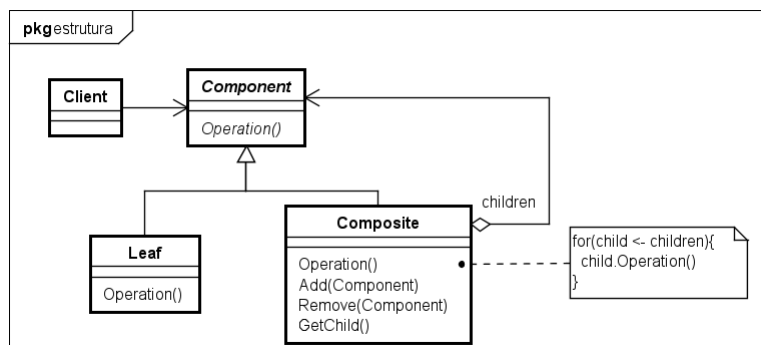 pkg estrutura
Client
Component
Operation()
children
Leaf
Operation()
Composite
Operation()
Add(Component)
Remove(Component)
GetChild()
for(child <- children){
child.Operation()
}